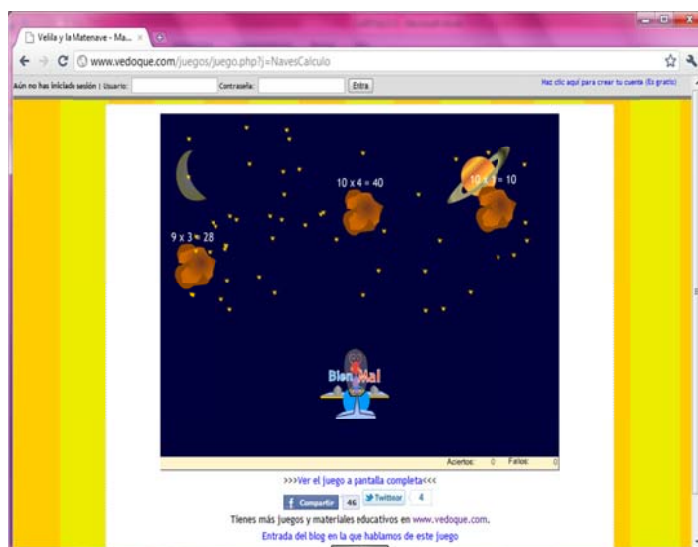 Velila y la Matenave - Ma...
www.vedoque.com/juegos/juego.php?j=NavesCalculo
Aún no has iniciado sesión | Usuario: Contraseña: Entra Haz clic aquí para crear tu cuenta (Es gratis)
10 x 4 = 40
10 x 1 = 10
9 x 3 = 28
Bien Mal
Aciertos: 0 Fallos: 0
>>>Ver el juego a pantalla completa<<<
Compartir 46 Twittear 4
Tienes más juegos y materiales educativos en www.vedoque.com.
Entrada del blog en la que hablamos de este juego